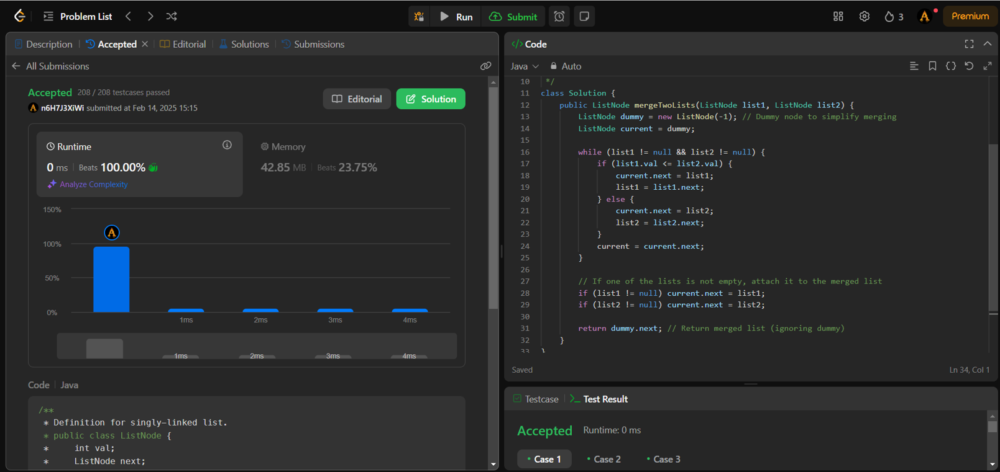 Problem List
Run
Submit
3
Premium
Description
Accepted
Editorial
Solutions
Submissions
All Submissions
Accepted 208 / 208 testcases passed
n6H7J3XiWi submitted at Feb 14, 2025 15:15
Editorial
Solution
Runtime
0 ms Beats 100.00%
Analyze Complexity
Memory
42.85 MB Beats 23.75%
150%
100%
50%
0%
1ms 2ms 3ms 4ms
1ms 2ms 3ms 4ms
Code Java
/**
* Definition for singly-linked list.
* public class ListNode {
*     int val;
*     ListNode next;
</> Code
Java
Auto
10 */
11 class Solution {
12     public ListNode mergeTwoLists(ListNode list1, ListNode list2) {
13         ListNode dummy = new ListNode(-1); // Dummy node to simplify merging
14         ListNode current = dummy;
15
16         while (list1 != null && list2 != null) {
17             if (list1.val <= list2.val) {
18                 current.next = list1;
19                 list1 = list1.next;
20             } else {
21                 current.next = list2;
22                 list2 = list2.next;
23             }
24             current = current.next;
25         }
26
27         // If one of the lists is not empty, attach it to the merged list
28         if (list1 != null) current.next = list1;
29         if (list2 != null) current.next = list2;
30
31         return dummy.next; // Return merged list (ignoring dummy)
32     }
33 }
Saved
Ln 34, Col 1
Testcase
>_ Test Result
Accepted Runtime: 0 ms
• Case 1 • Case 2 • Case 3